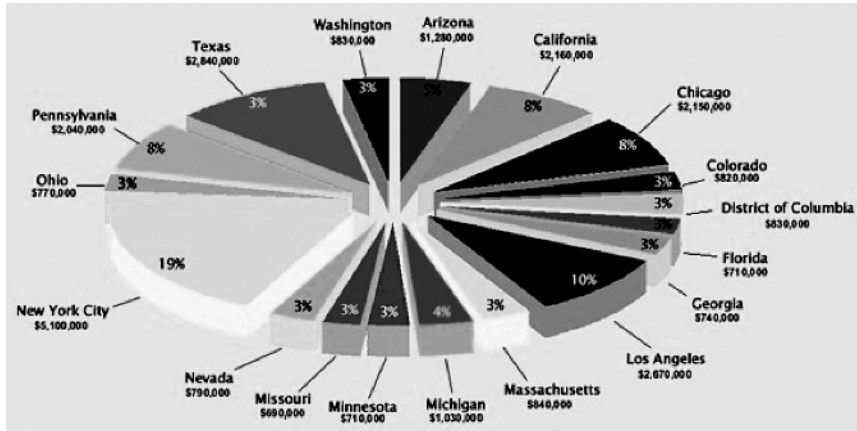 Washington
$830,000
3%
Arizona
$1,280,000
5%
California
$2,160,000
8%
Chicago
$2,150,000
8%
Colorado
$820,000
3%
District of Columbia
$830,000
3%
Florida
$710,000
3%
Georgia
$740,000
3%
Los Angeles
$2,670,000
10%
Massachusetts
$840,000
3%
Michigan
$1,030,000
4%
Minnesota
$710,000
3%
Missouri
$690,000
3%
Nevada
$790,000
3%
New York City
$5,100,000
19%
Ohio
$770,000
3%
Pennsylvania
$2,040,000
8%
Texas
$2,840,000
3%